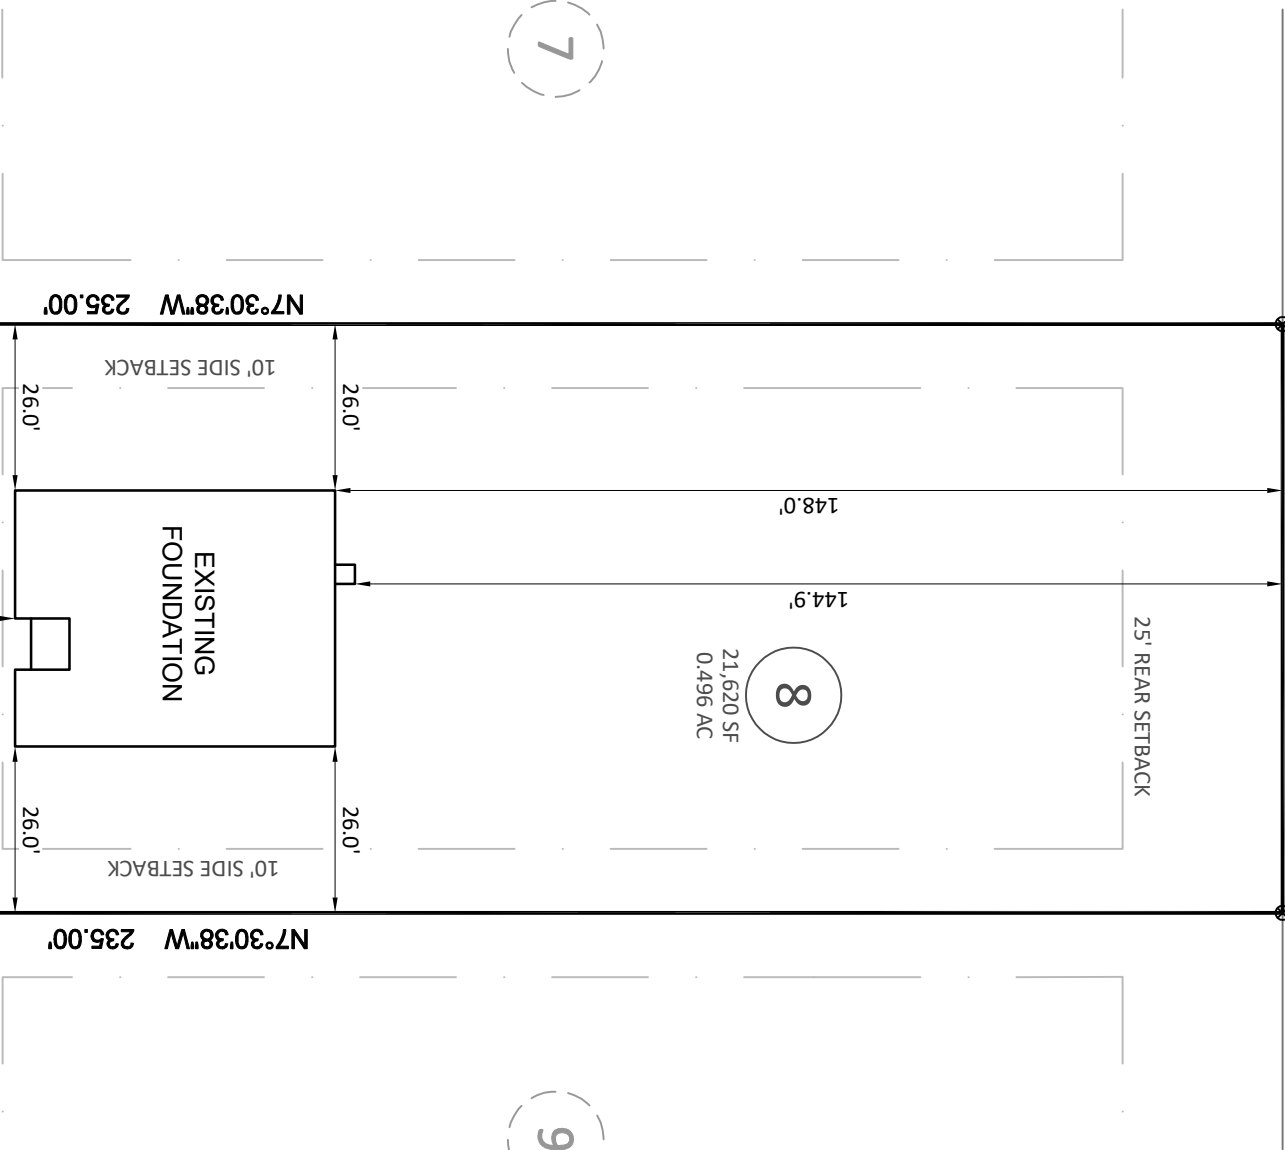 7
N7°30'38"W 235.00'
10' SIDE SETBACK
26.0'
26.0'
148.0'
144.9'
EXISTING
FOUNDATION
8
21,620 SF
0.496 AC
25' REAR SETBACK
26.0'
26.0'
10' SIDE SETBACK
N7°30'38"W 235.00'
9